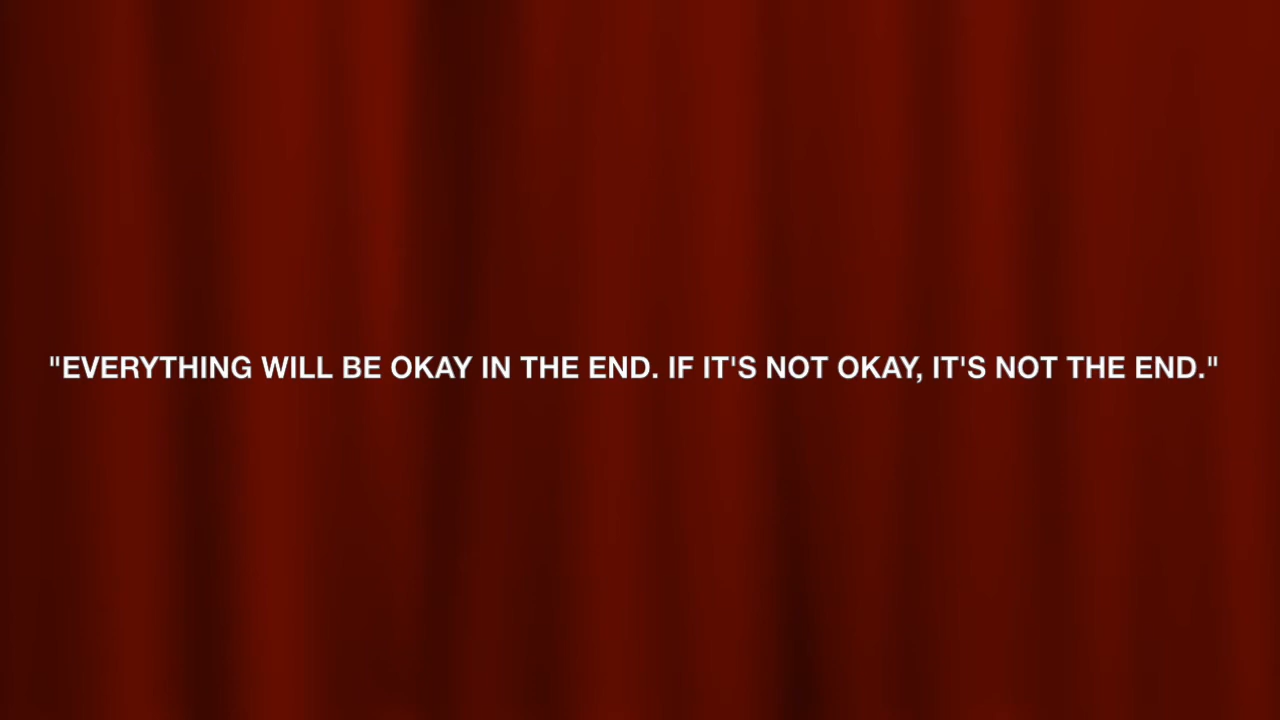 "EVERYTHING WILL BE OKAY IN THE END. IF IT'S NOT OKAY, IT'S NOT THE END."